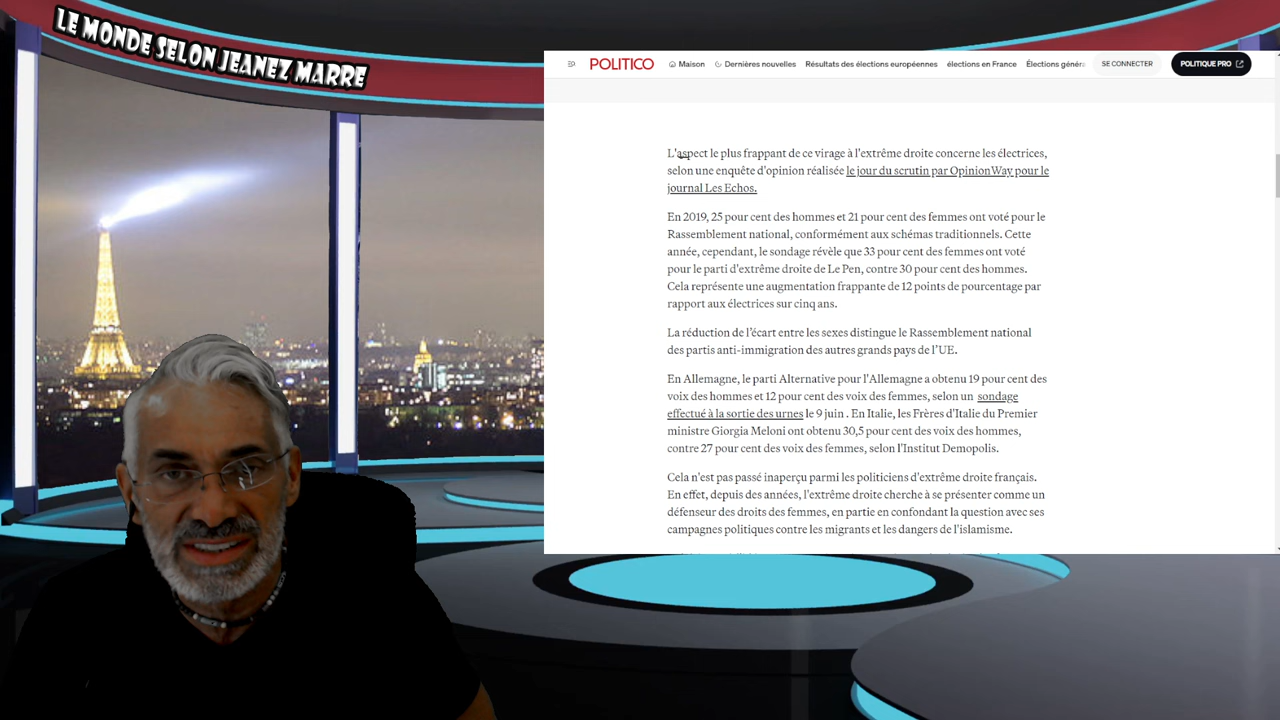 LE MONDE SELON JEANEZ MARRE
POLITICO
Maison
Dernières nouvelles
Résultats des élections européennes
élections en France
Élections généra
SE CONNECTER
POLITIQUE PRO
L'aspect le plus frappant de ce virage à l'extrême droite concerne les électrices,
selon une enquête d'opinion réalisée le jour du scrutin par OpinionWay pour le
journal Les Echos.
En 2019, 25 pour cent des hommes et 21 pour cent des femmes ont voté pour le
Rassemblement national, conformément aux schémas traditionnels. Cette
année, cependant, le sondage révèle que 33 pour cent des femmes ont voté
pour le parti d'extrême droite de Le Pen, contre 30 pour cent des hommes.
Cela représente une augmentation frappante de 12 points de pourcentage par
rapport aux électrices sur cinq ans.
La réduction de l'écart entre les sexes distingue le Rassemblement national
des partis anti-immigration des autres grands pays de l'UE.
En Allemagne, le parti Alternative pour l'Allemagne a obtenu 19 pour cent des
voix des hommes et 12 pour cent des voix des femmes, selon un sondage
effectué à la sortie des urnes le 9 juin . En Italie, les Frères d'Italie du Premier
ministre Giorgia Meloni ont obtenu 30,5 pour cent des voix des hommes,
contre 27 pour cent des voix des femmes, selon l'Institut Demopolis.
Cela n'est pas passé inaperçu parmi les politiciens d'extrême droite français.
En effet, depuis des années, l'extrême droite cherche à se présenter comme un
défenseur des droits des femmes, en partie en confondant la question avec ses
campagnes politiques contre les migrants et les dangers de l'islamisme.